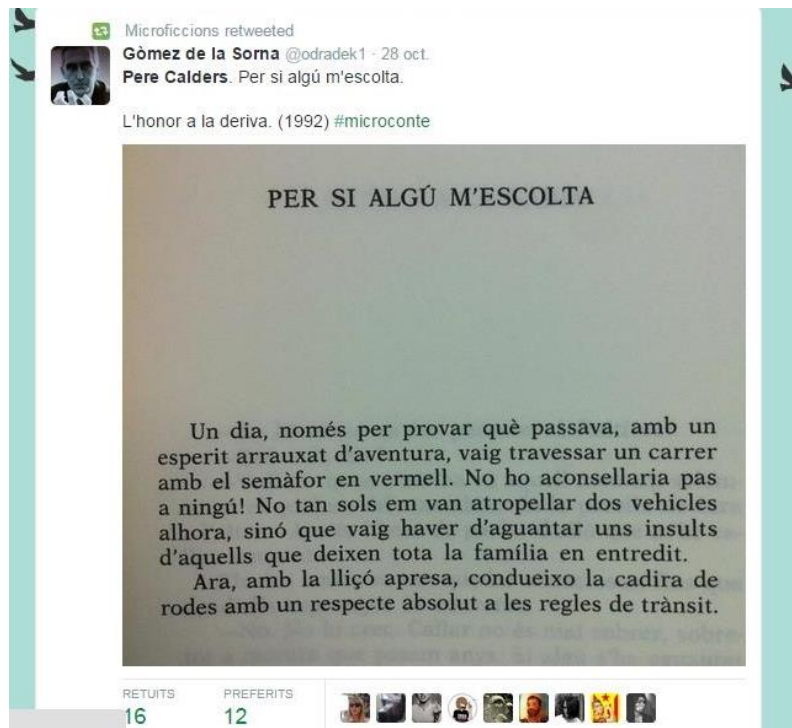 Microficcions retweeted
Gòmez de la Sorna @odradek1 · 28 oct.
Pere Calders. Per si algú m'escolta.
L'honor a la deriva. (1992) #microconte
PER SI ALGÚ M'ESCOLTA
Un dia, només per provar què passava, amb un
esperit arrauxat d'aventura, vaig travessar un carrer
amb el semàfor en vermell. No ho aconsellaria pas
a ningú! No tan sols em van atropellar dos vehicles
alhora, sinó que vaig haver d'aguantar uns insults
d'aquells que deixen tota la família en entredit.
Ara, amb la lliçó apresa, condueixo la cadira de
rodes amb un respecte absolut a les regles de trànsit.
RETUITS PREFERITS
16 12